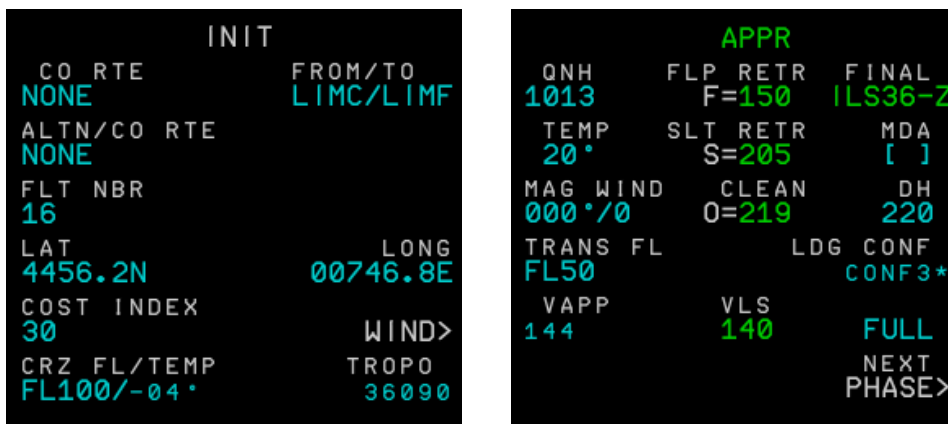 INIT
CO RTE FROM/TO
NONE LIMC/LIMF
ALTN/CO RTE
NONE
FLT NBR
16
LAT LONG
4456.2N 00746.8E
COST INDEX
30 WIND>
CRZ FL/TEMP TROPO
FL100/-04° 36090
APPR
QNH FLP RETR FINAL
1013 F=150 ILS36-Z
TEMP SLT RETR MDA
20° S=205 [ ]
MAG WIND CLEAN DH
000°/0 O=219 220
TRANS FL LDG CONF
FL50 CONF3*
VAPP VLS
144 140 FULL
NEXT
PHASE>